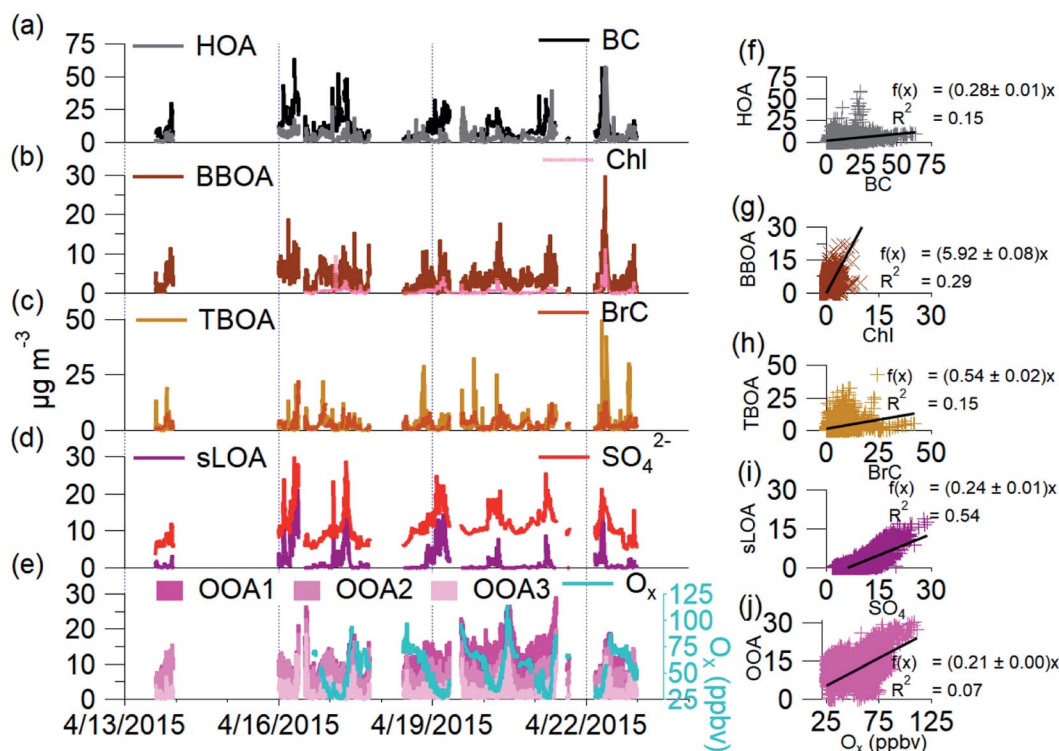 (a)
75
50
25
0
HOA
BC
(b)
30
20
10
0
BBOA
Chl
(c)
50
25
0
TBOA
BrC
(d)
30
20
10
0
sLOA
SO₄²⁻
(e)
30
20
10
0
OOA1 OOA2 OOA3 Oₓ
125
100
75
50
25
Oₓ (ppbv)
µg m⁻³
4/13/2015 4/16/2015 4/19/2015 4/22/2015
(f)
HOA
75
50
25
0
f(x) = (0.28± 0.01)x
R² = 0.15
0 25 50 75
BC
(g)
BBOA
30
15
0
f(x) = (5.92 ± 0.08)x
R² = 0.29
0 15 30
Chl
(h)
TBOA
50
25
0
f(x) = (0.54 ± 0.02)x
R² = 0.15
0 25 50
BrC
(i)
sLOA
30
15
0
f(x) = (0.24 ± 0.01)x
R² = 0.54
0 15 30
SO₄
(j)
OOA
30
15
0
f(x) = (0.21 ± 0.00)x
R² = 0.07
25 75 125
Oₓ (ppbv)